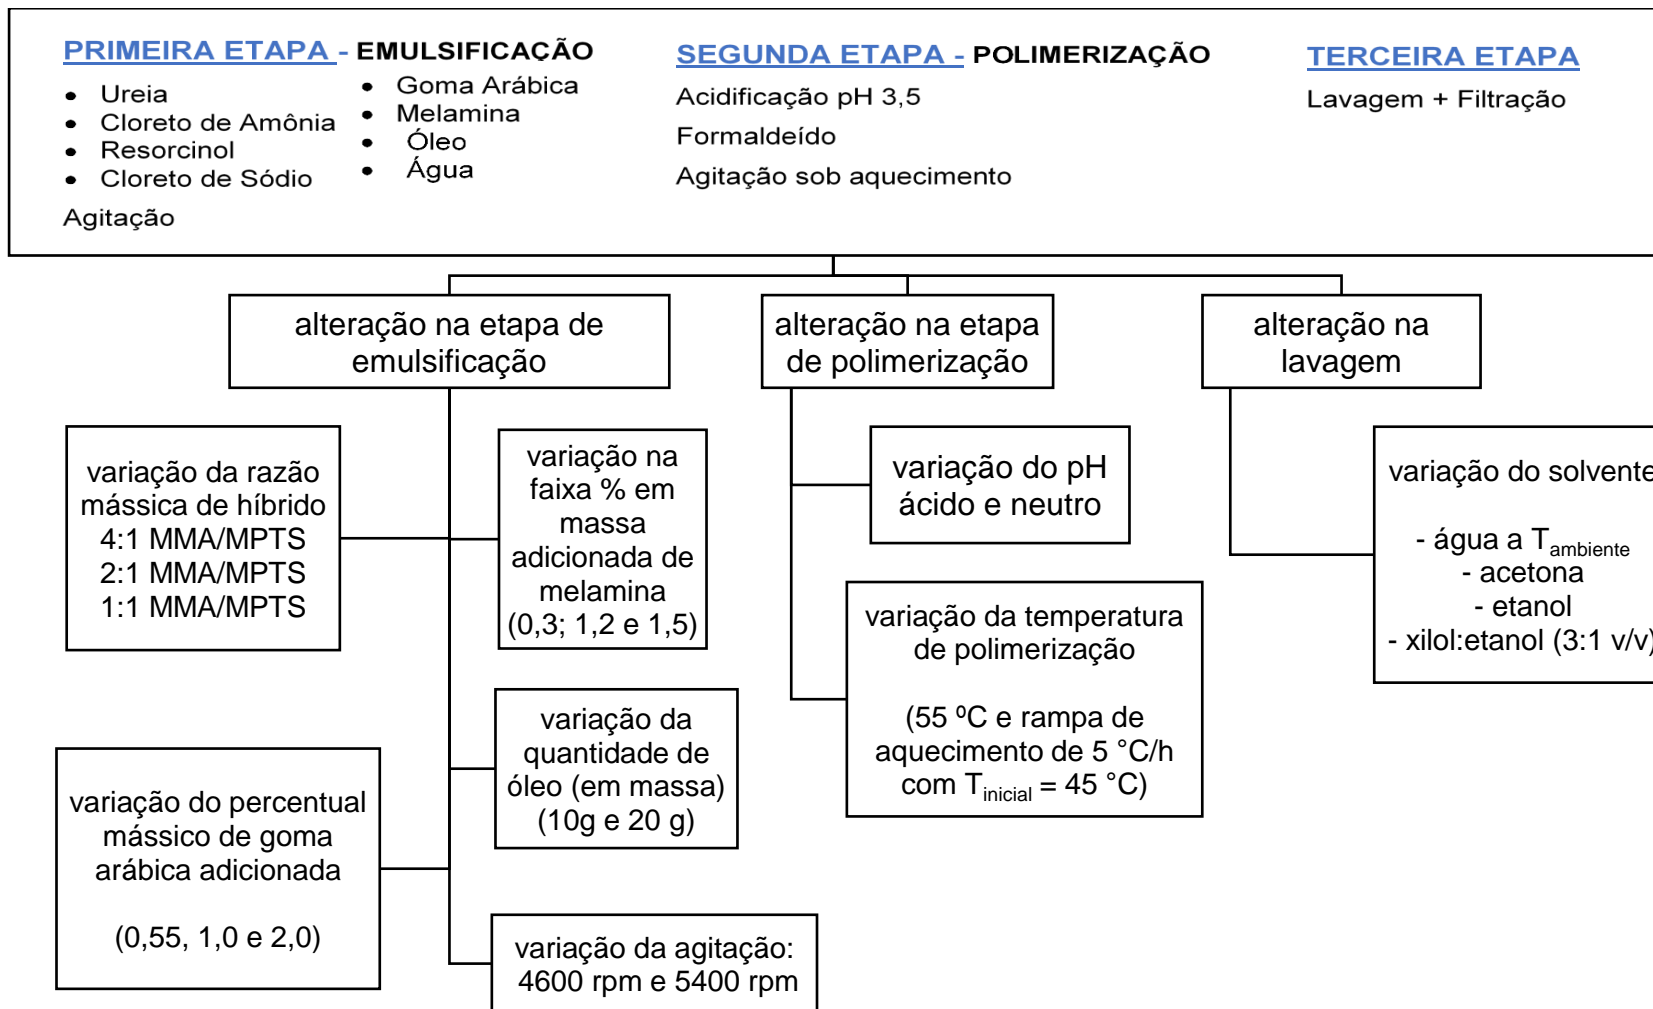 PRIMEIRA ETAPA - EMULSIFICAÇÃO
• Ureia
• Cloreto de Amônia
• Resorcinol
• Cloreto de Sódio
• Goma Arábica
• Melamina
• Óleo
• Água
Agitação
SEGUNDA ETAPA - POLIMERIZAÇÃO
Acidificação pH 3,5
Formaldeído
Agitação sob aquecimento
TERCEIRA ETAPA
Lavagem + Filtração
alteração na etapa de
emulsificação
alteração na etapa
de polimerização
alteração na
lavagem
variação da razão
mássica de híbrido
4:1 MMA/MPTS
2:1 MMA/MPTS
1:1 MMA/MPTS
variação na
faixa % em
massa
adicionada de
melamina
(0,3; 1,2 e 1,5)
variação do percentual
mássico de goma
arábica adicionada
(0,55, 1,0 e 2,0)
variação da
quantidade de
óleo (em massa)
(10g e 20 g)
variação da agitação:
4600 rpm e 5400 rpm
variação do pH
ácido e neutro
variação da temperatura
de polimerização
(55 ºC e rampa de
aquecimento de 5 °C/h
com Tinicial = 45 °C)
variação do solvente
- água a Tambiente
- acetona
- etanol
- xilol:etanol (3:1 v/v)